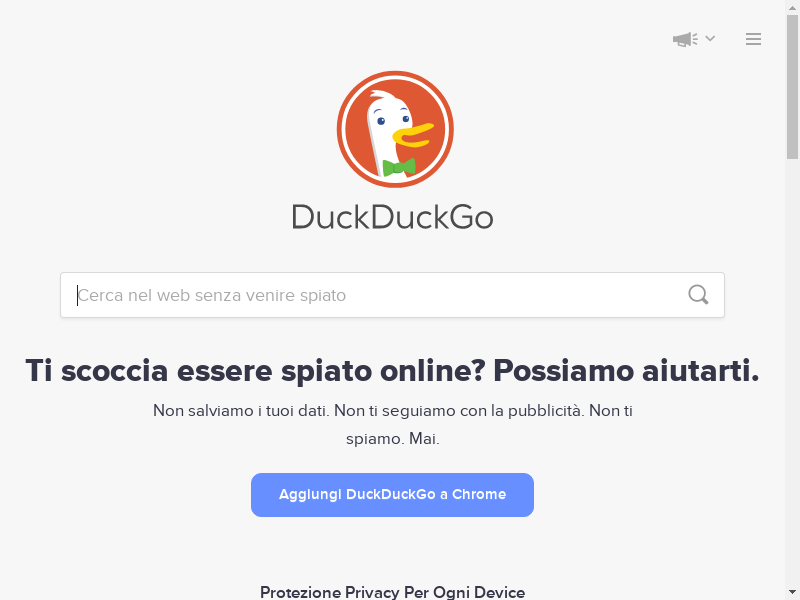 DuckDuckGo
Cerca nel web senza venire spiato
Ti scoccia essere spiato online? Possiamo aiutarti.
Non salviamo i tuoi dati. Non ti seguiamo con la pubblicità. Non ti
spiamo. Mai.
Aggiungi DuckDuckGo a Chrome
Protezione Privacy Per Ogni Device